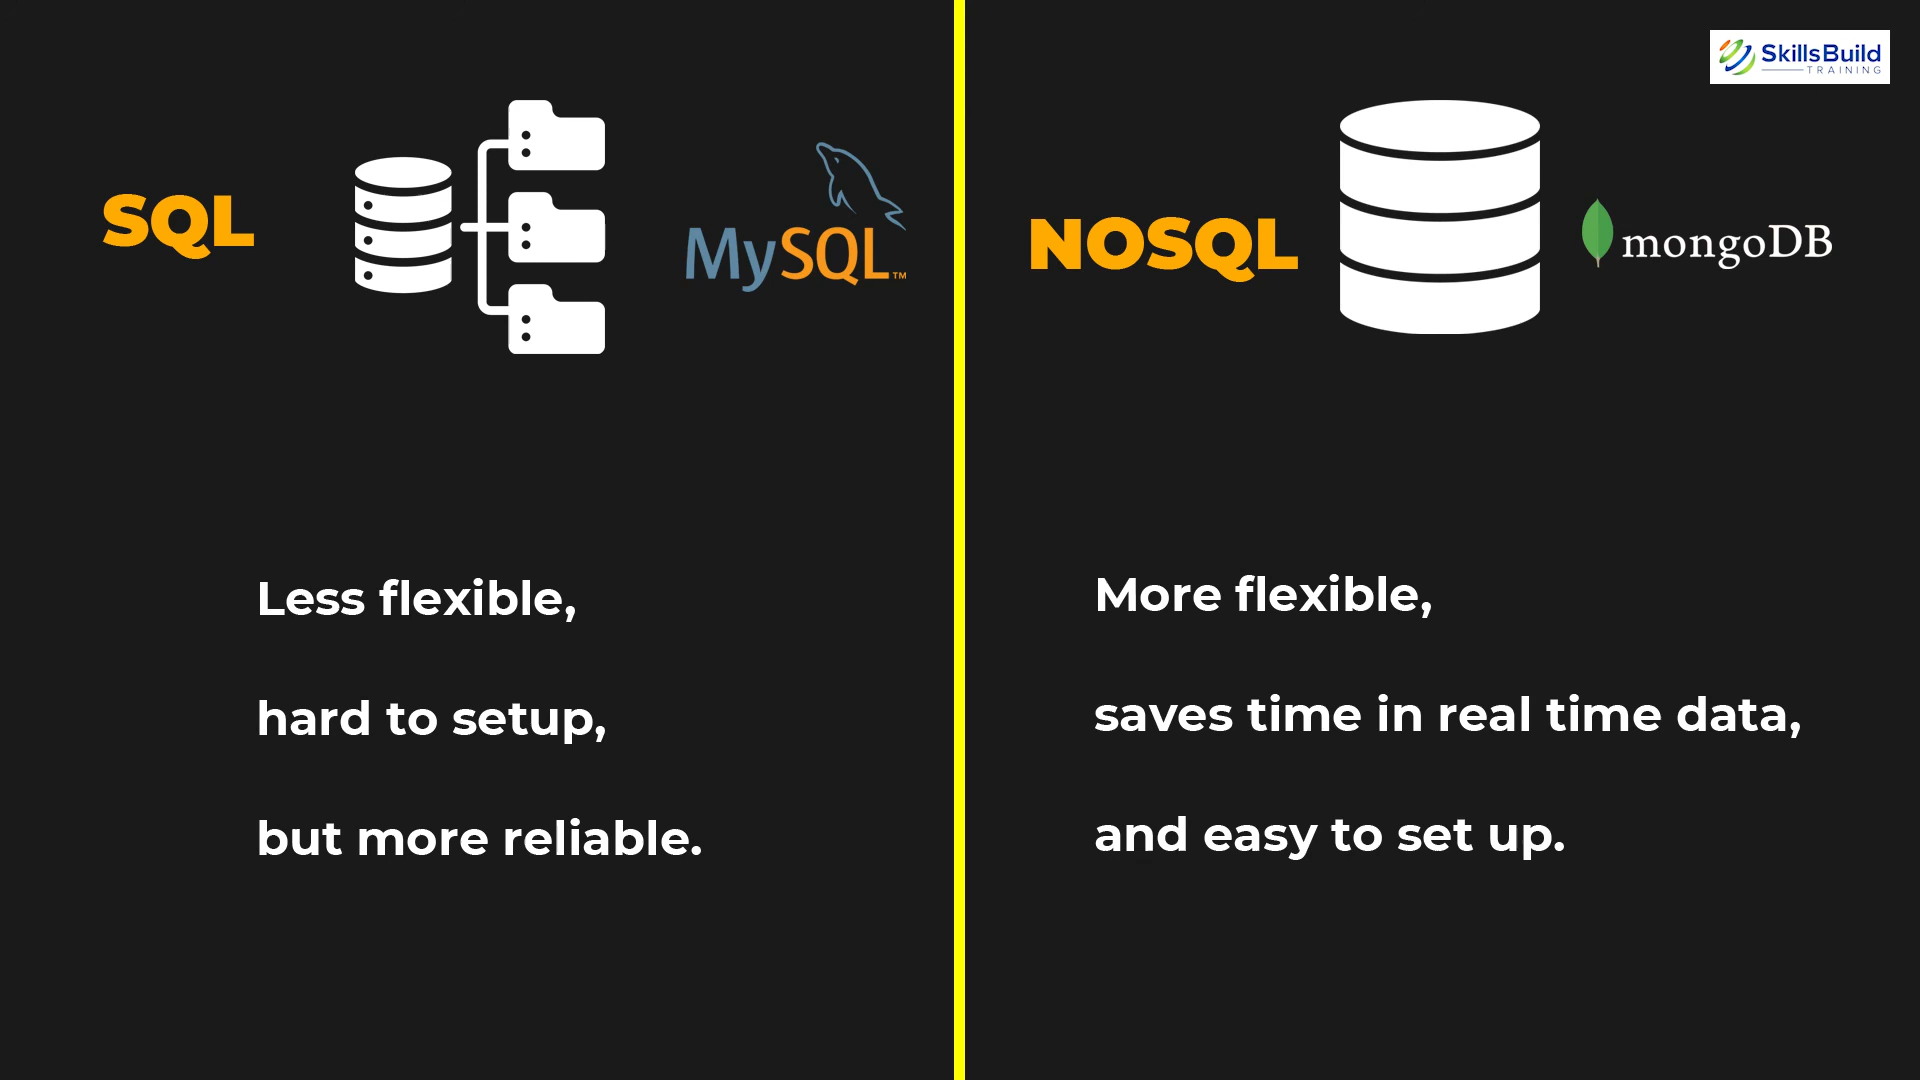 SQL
MySQL™
Less flexible,
hard to setup,
but more reliable.
SkillsBuild
TRAINING
NOSQL
mongoDB
More flexible,
saves time in real time data,
and easy to set up.